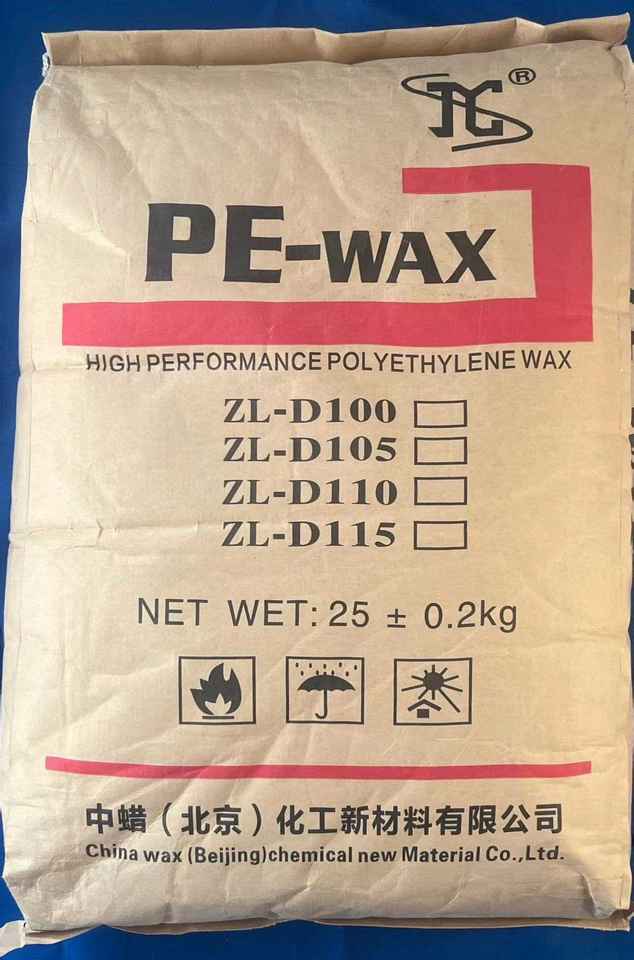 ®
PE-WAX
HIGH PERFORMANCE POLYETHYLENE WAX
ZL-D100
ZL-D105
ZL-D110
ZL-D115
NET WET: 25 ± 0.2kg
中蜡（北京）化工新材料有限公司
China wax (Beijing)chemical new Material Co.,Ltd.